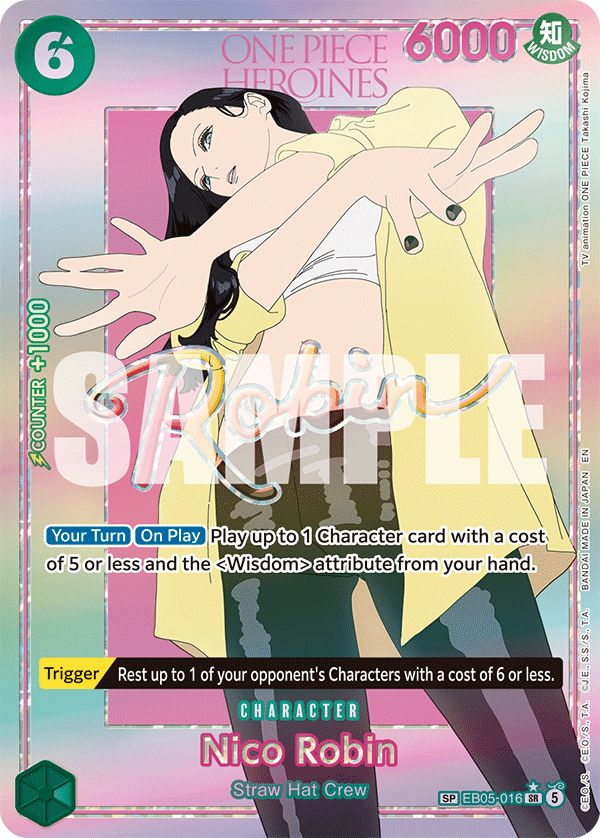 6
ONE PIECE
HEROINES
6000
知
WISDOM
TV animation ONE PIECE Takashi Kojima
COUNTER +1000
SAMPLE
Robin
Your Turn On Play Play up to 1 Character card with a cost
of 5 or less and the <Wisdom> attribute from your hand.
Trigger Rest up to 1 of your opponent's Characters with a cost of 6 or less.
CHARACTER
Nico Robin
Straw Hat Crew
SP EB05-016 SR 5
©E.O./S. ©E.O./S., T.A. ©J.E., S.S./S., T.A. BANDAI MADE IN JAPAN EN